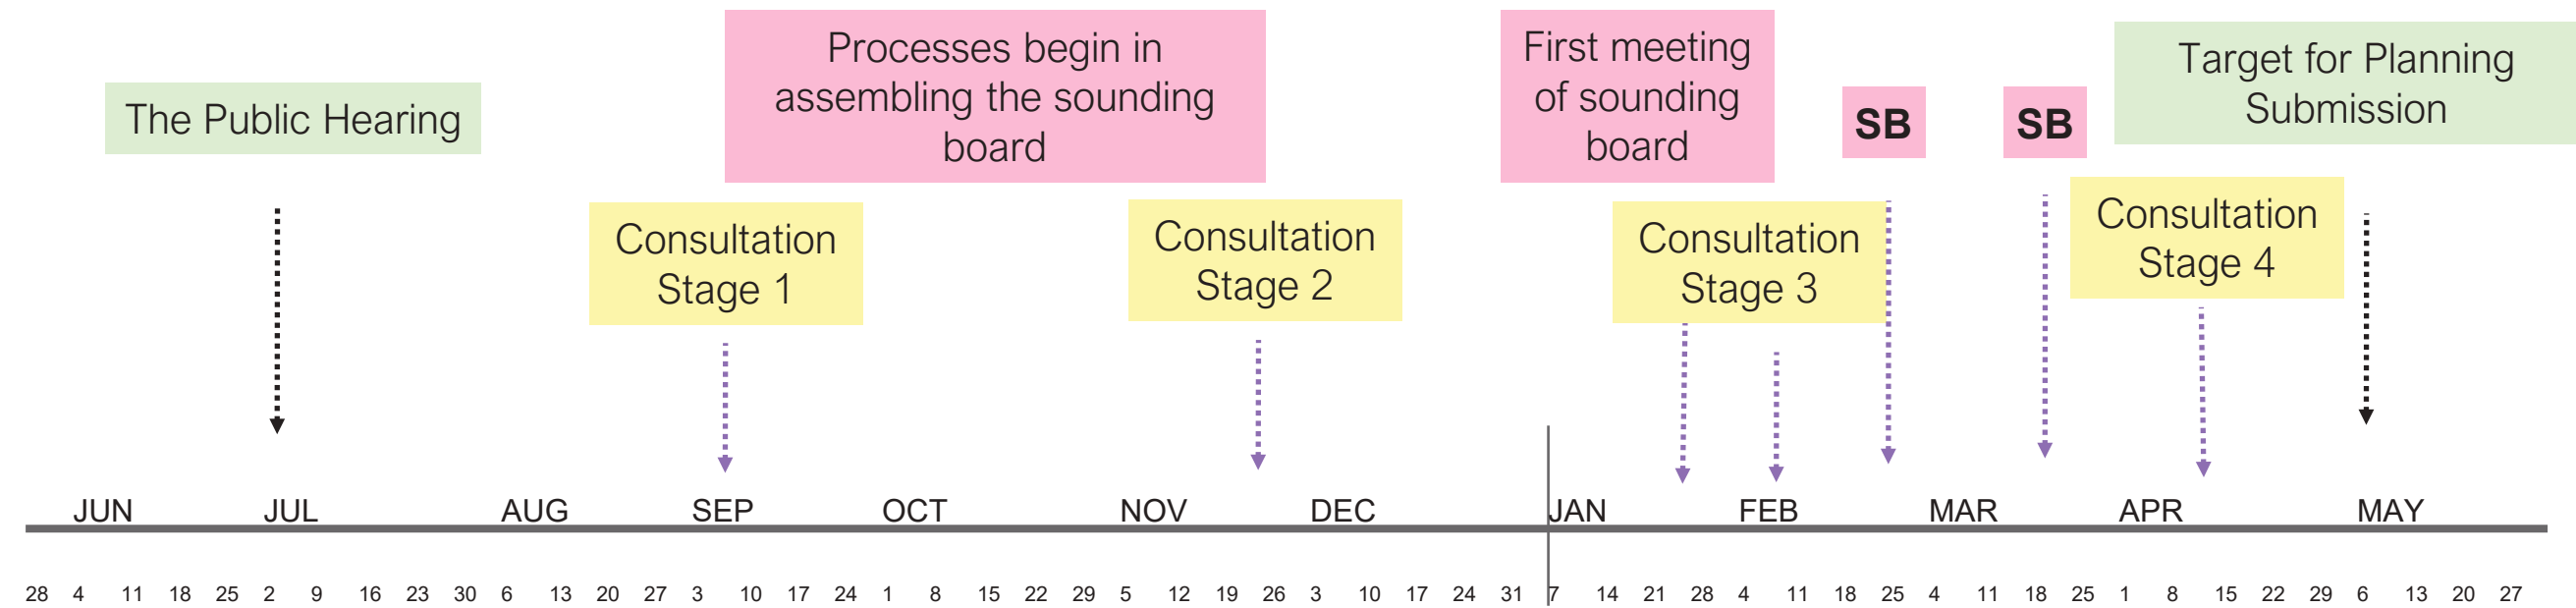 The Public Hearing
Processes begin in
assembling the sounding
board
First meeting
of sounding
board
SB
SB
Target for Planning
Submission
Consultation
Stage 1
Consultation
Stage 2
Consultation
Stage 3
Consultation
Stage 4
JUN JUL AUG SEP OCT NOV DEC JAN FEB MAR APR MAY
28 4 11 18 25 2 9 16 23 30 6 13 20 27 3 10 17 24 1 8 15 22 29 5 12 19 26 3 10 17 24 31 7 14 21 28 4 11 18 25 4 11 18 25 1 8 15 22 29 6 13 20 27